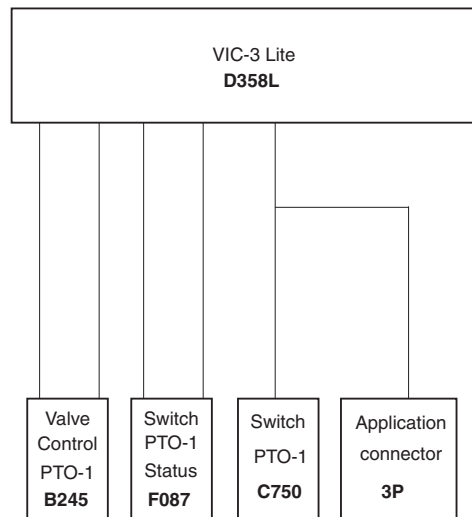 VIC-3 Lite
D358L
Valve
Control
PTO-1
B245
Switch
PTO-1
Status
F087
Switch
PTO-1
C750
Application
connector
3P